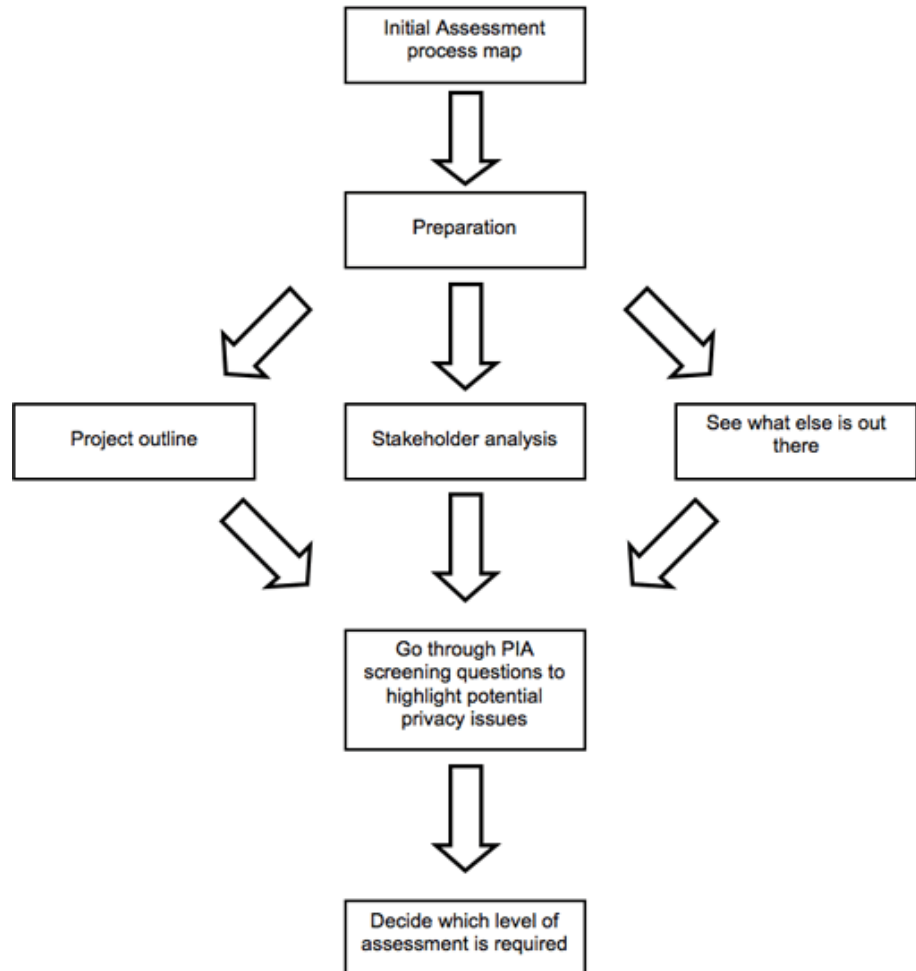 Initial Assessment
process map
Preparation
Project outline
Stakeholder analysis
See what else is out
there
Go through PIA
screening questions to
highlight potential
privacy issues
Decide which level of
assessment is required